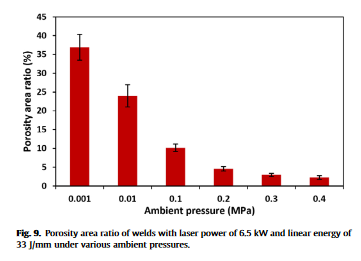 45
40
35
30
25
20
15
10
5
0
Porosity area ratio (%)
0.001 0.01 0.1 0.2 0.3 0.4
Ambient pressure (MPa)
Fig. 9. Porosity area ratio of welds with laser power of 6.5 kW and linear energy of
33 J/mm under various ambient pressures.